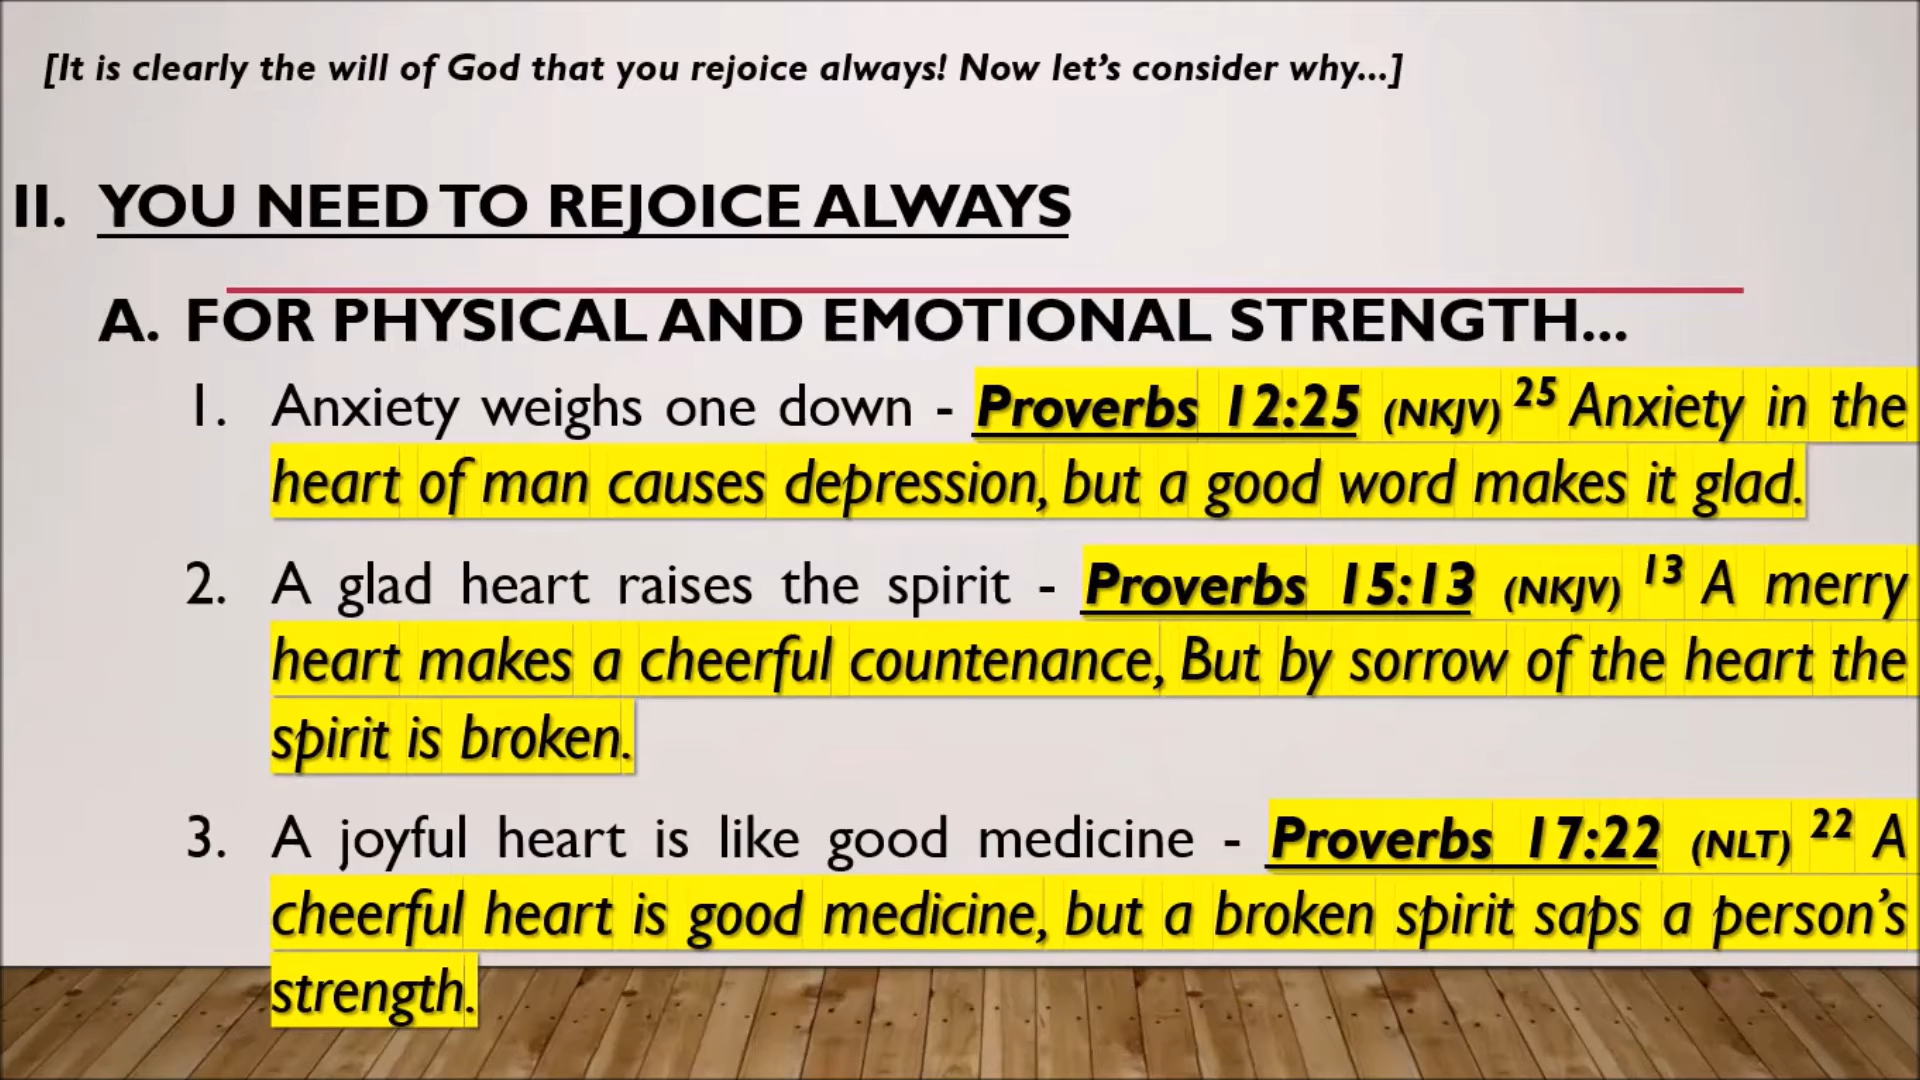 [It is clearly the will of God that you rejoice always! Now let’s consider why...]
II. YOU NEED TO REJOICE ALWAYS
A. FOR PHYSICAL AND EMOTIONAL STRENGTH...
1. Anxiety weighs one down - Proverbs 12:25 (NKJV) 25 Anxiety in the
heart of man causes depression, but a good word makes it glad.
2. A glad heart raises the spirit - Proverbs 15:13 (NKJV) 13 A merry
heart makes a cheerful countenance, But by sorrow of the heart the
spirit is broken.
3. A joyful heart is like good medicine - Proverbs 17:22 (NLT) 22 A
cheerful heart is good medicine, but a broken spirit saps a person’s
strength.